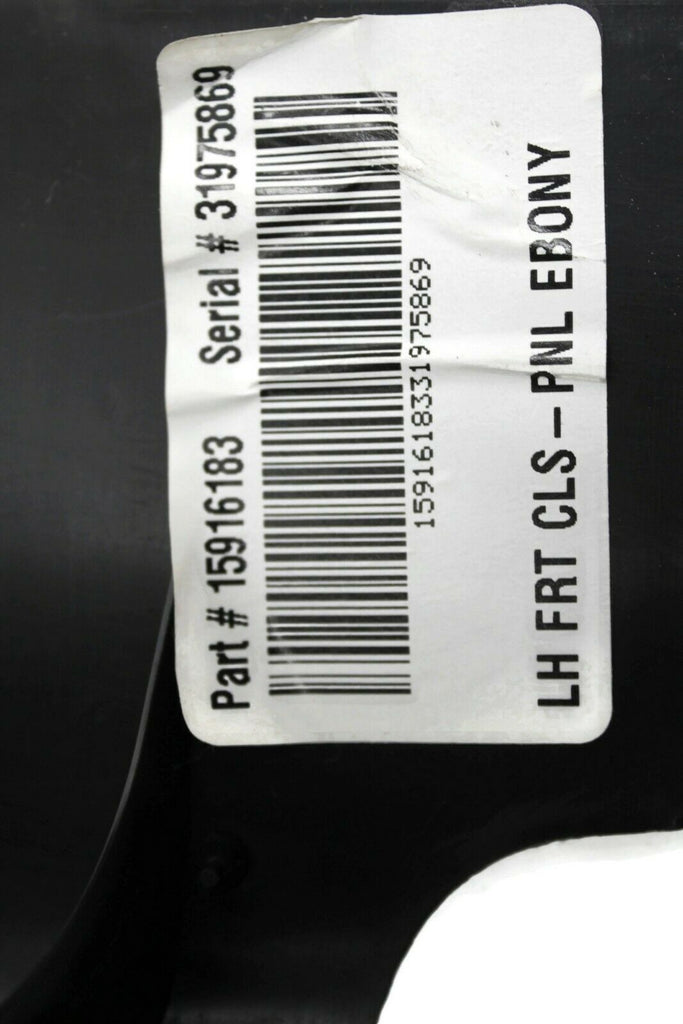 Part # 15916183 Serial # 31975869
1591618331975869
LH FRT CLS-PNL EBONY